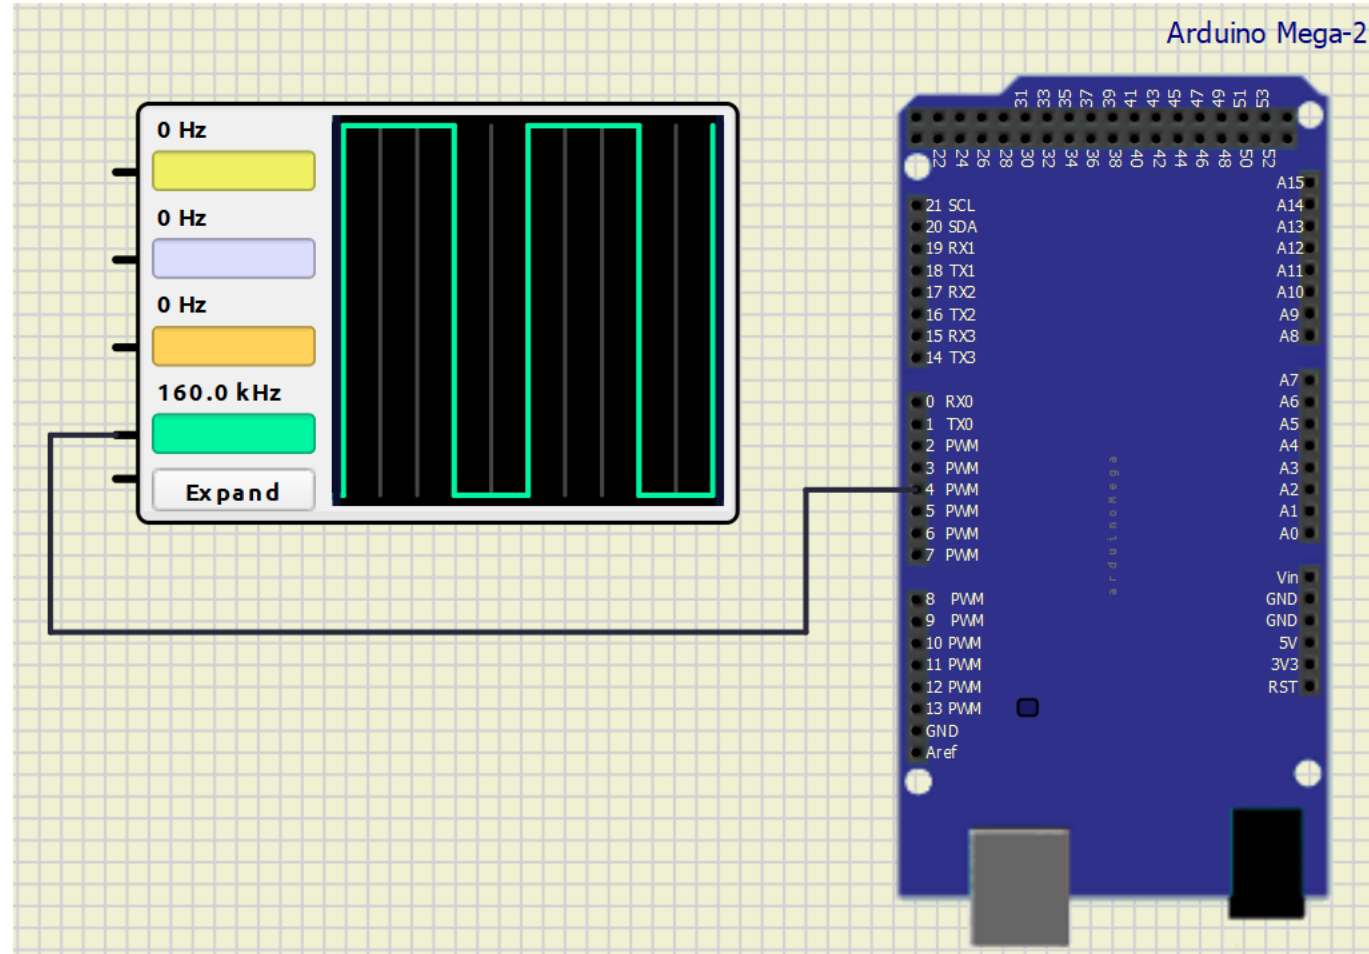 Arduino Mega-2
0 Hz
0 Hz
0 Hz
160.0 kHz
Expand
31 33 35 37 39 41 43 45 47 49 51 53
22 24 26 28 30 32 34 36 38 40 42 44 46 48 50 52
21 SCL
20 SDA
19 RX1
18 TX1
17 RX2
16 TX2
15 RX3
14 TX3
0 RX0
1 TX0
2 PWM
3 PWM
4 PWM
5 PWM
6 PWM
7 PWM
8 PWM
9 PWM
10 PWM
11 PWM
12 PWM
13 PWM
GND
Aref
arduinoMega
A15
A14
A13
A12
A11
A10
A9
A8
A7
A6
A5
A4
A3
A2
A1
A0
Vin
GND
GND
5V
3V3
RST